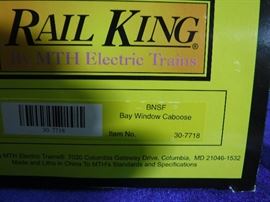 RAIL KING®
By MTH Electric Trains
BNSF
Bay Window Caboose
30-7718
Item No. 30-7718
MTH Electric Trains® 7020 Columbia Gateway Drive, Columbia, MD 21046-1532
Made and Litho in China To MTH's Standards and Specifications